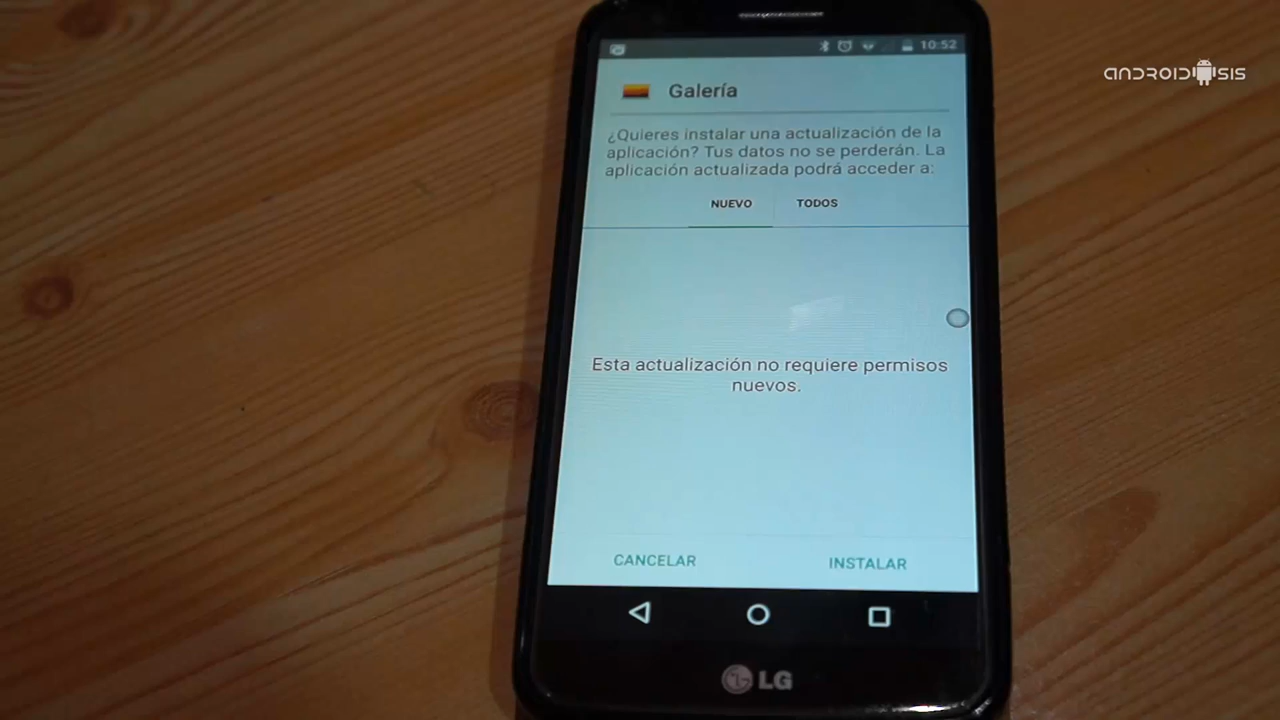 10:52
ANDROIDSIS
Galería
¿Quieres instalar una actualización de la
aplicación? Tus datos no se perderán. La
aplicación actualizada podrá acceder a:
NUEVO TODOS
Esta actualización no requiere permisos
nuevos.
CANCELAR INSTALAR
LG